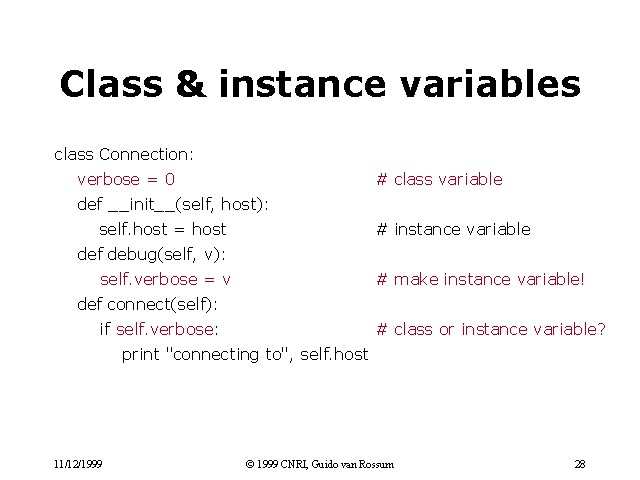 Class & instance variables
class Connection:
verbose = 0 # class variable
def __init__(self, host):
self.host = host # instance variable
def debug(self, v):
self.verbose = v # make instance variable!
def connect(self):
if self.verbose: # class or instance variable?
print "connecting to", self.host
11/12/1999 © 1999 CNRI, Guido van Rossum 28